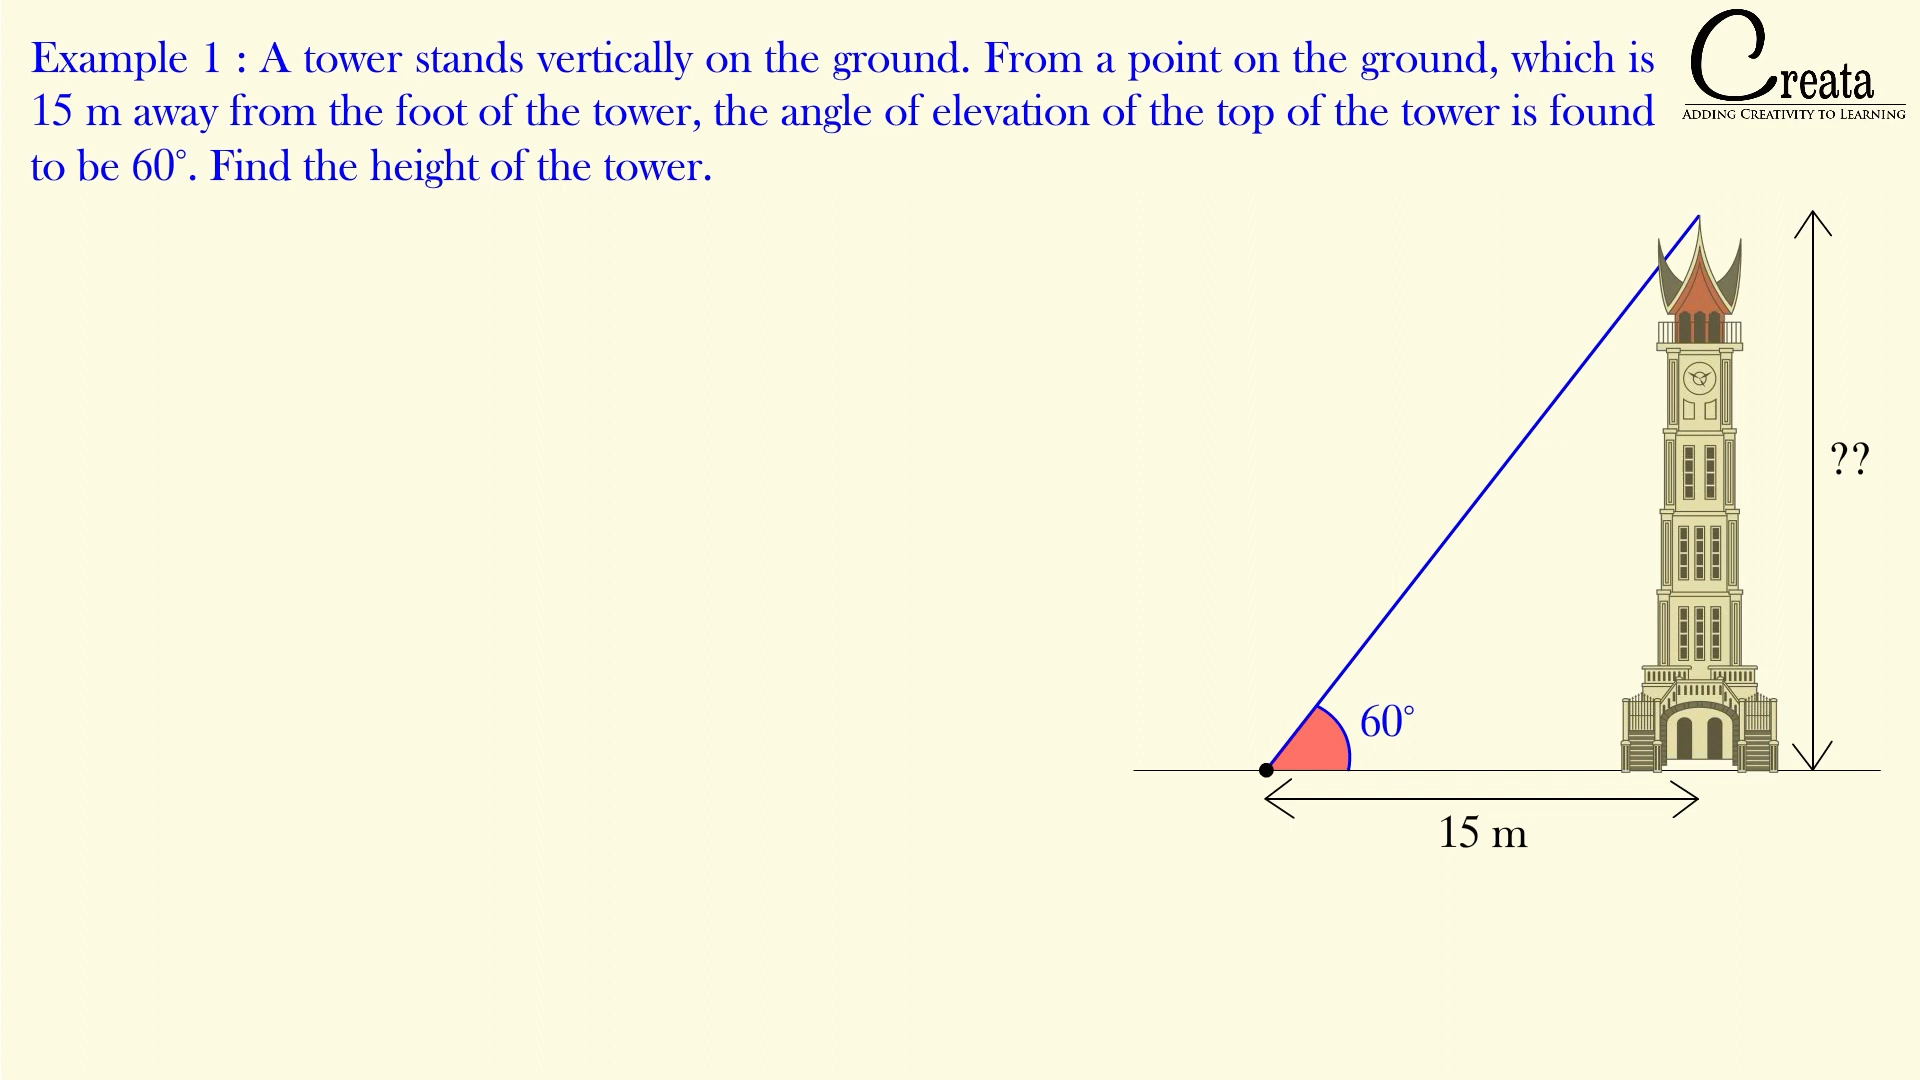 Example 1 : A tower stands vertically on the ground. From a point on the ground, which is
15 m away from the foot of the tower, the angle of elevation of the top of the tower is found
to be 60°. Find the height of the tower.
Creata
ADDING CREATIVITY TO LEARNING
??
60°
15 m